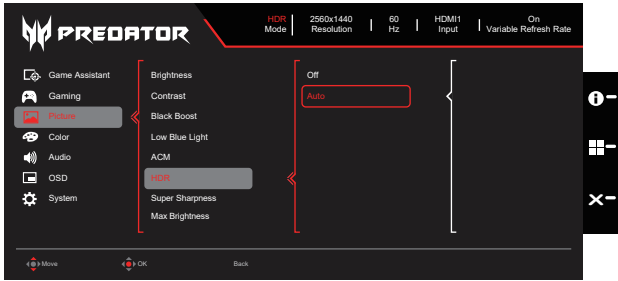 PREDATOR
HDR Mode
2560x1440 Resolution
60 Hz
HDMI1 Input
On Variable Refresh Rate
Game Assistant
Gaming
Picture
Color
Audio
OSD
System
Brightness
Contrast
Black Boost
Low Blue Light
ACM
HDR
Super Sharpness
Max Brightness
Off
Auto
Move
OK
Back